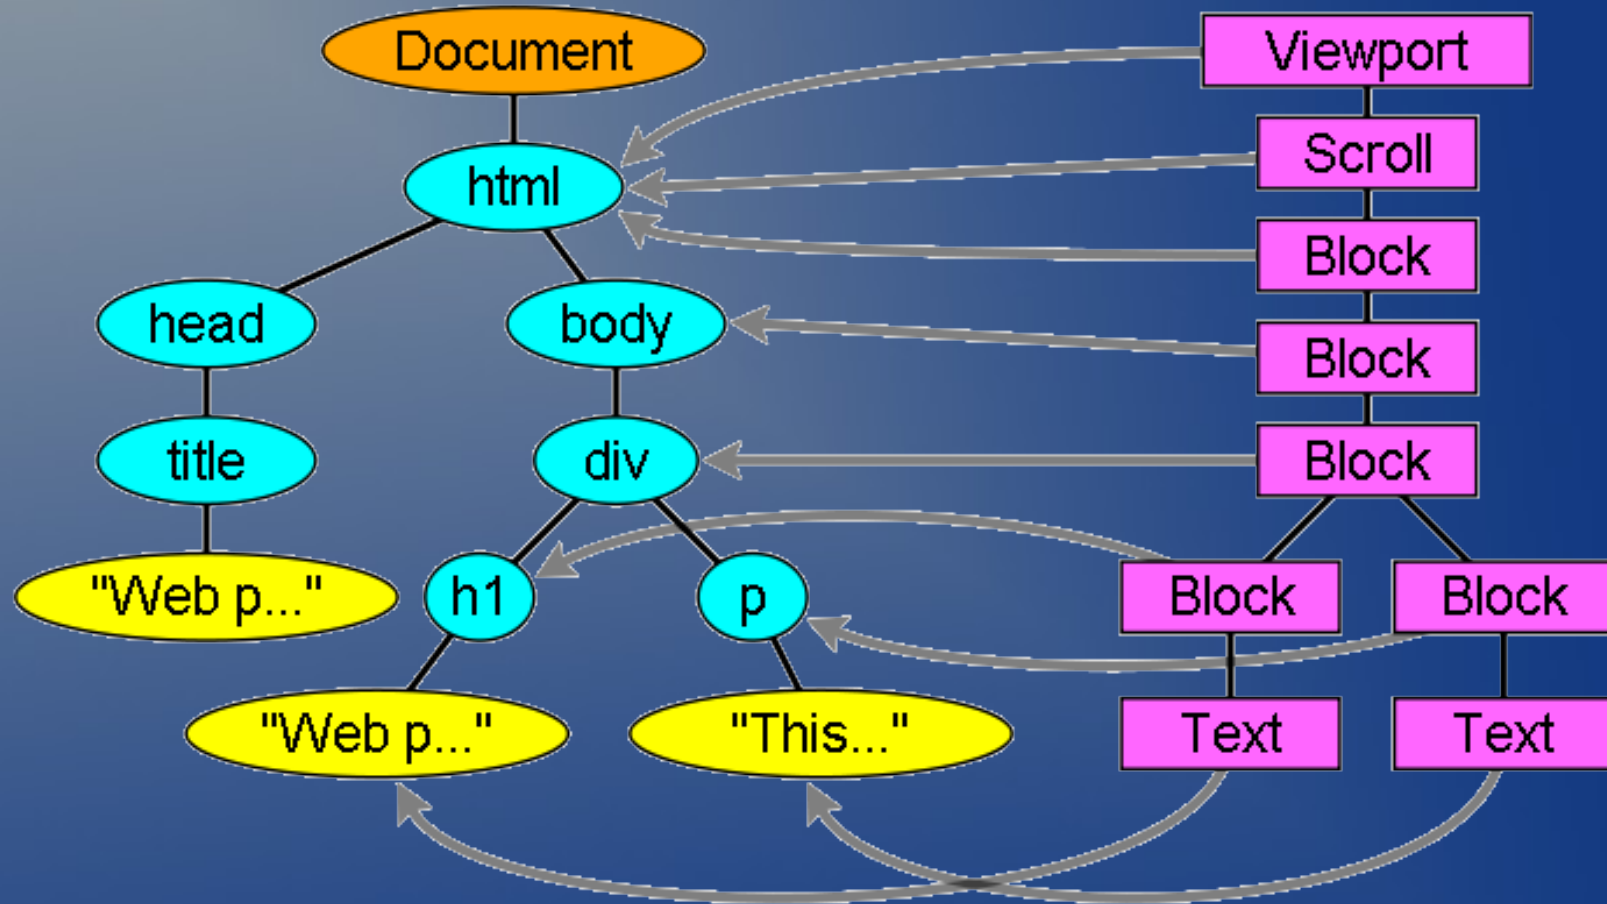 Document
Viewport
Scroll
html
Block
head
body
Block
title
div
Block
"Web p..."
h1
p
Block
Block
"Web p..."
"This..."
Text
Text